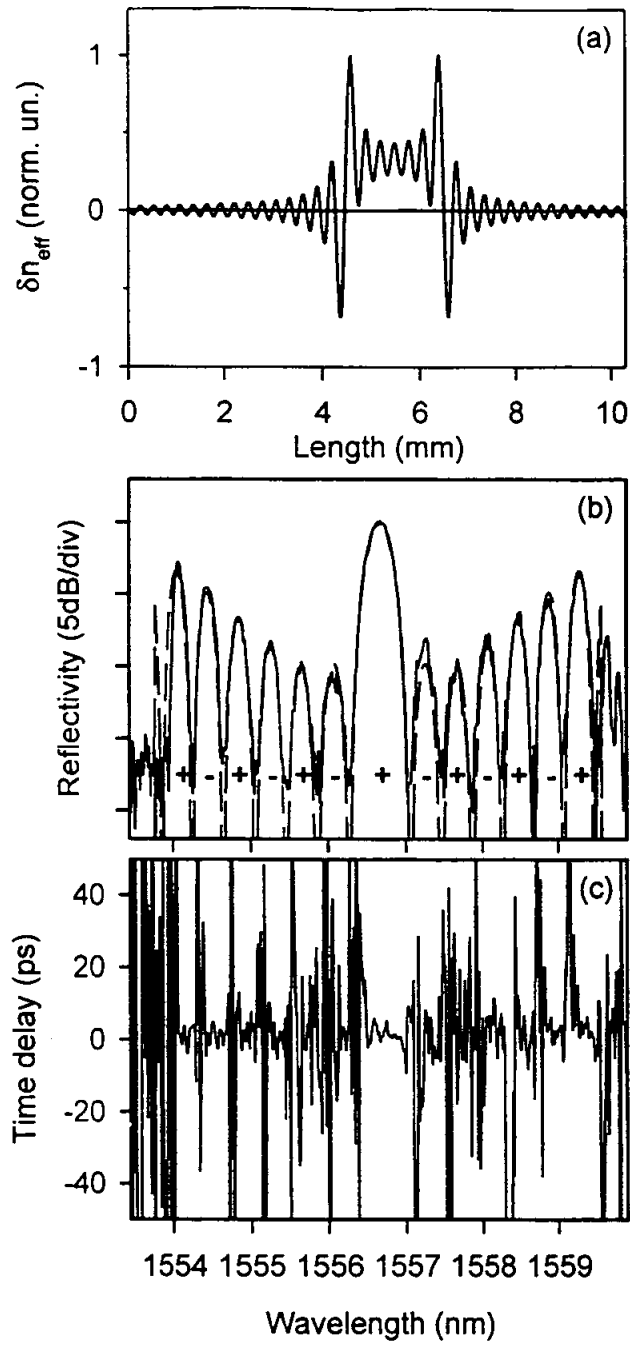 (a)
1
0
-1
δn_eff (norm. un.)
0 2 4 6 8 10
Length (mm)
(b)
Reflectivity (5dB/div)
+ - + - + - + - + - + - +
(c)
40
20
0
-20
-40
Time delay (ps)
1554 1555 1556 1557 1558 1559
Wavelength (nm)